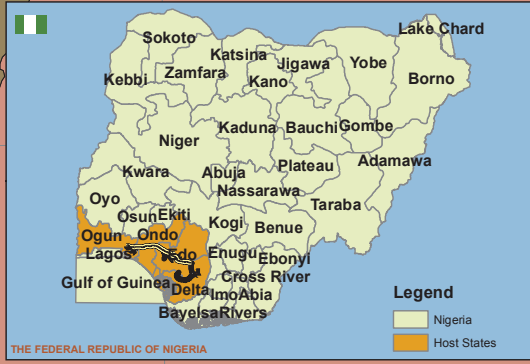 Lake Chard
Sokoto
Katsina
Jigawa
Yobe
Zamfara
Kebbi
Kano
Borno
Kaduna
Bauchi
Gombe
Niger
Adamawa
Plateau
Kwara
Abuja
Nassarawa
Oyo
Taraba
Osun
Ekiti
Kogi
Benue
Ogun
Ondo
Lagos
Edo
Enugu
Ebonyi
Cross River
Gulf of Guinea
Delta
Imo
Abia
Bayelsa
Rivers
Legend
Nigeria
Host States
THE FEDERAL REPUBLIC OF NIGERIA